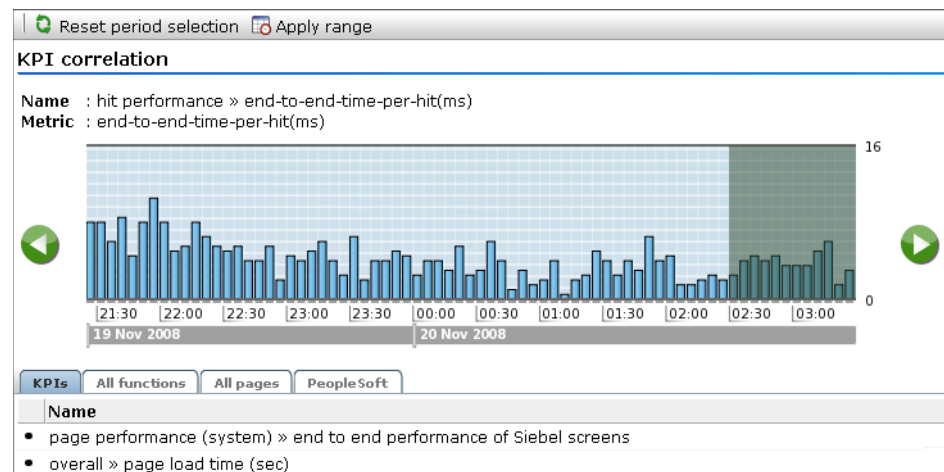 Reset period selection Apply range
KPI correlation
Name : hit performance » end-to-end-time-per-hit(ms)
Metric : end-to-end-time-per-hit(ms)
16
0
21:30 22:00 22:30 23:00 23:30 00:00 00:30 01:00 01:30 02:00 02:30 03:00
19 Nov 2008 20 Nov 2008
KPIs All functions All pages PeopleSoft
Name
• page performance (system) » end to end performance of Siebel screens
• overall » page load time (sec)